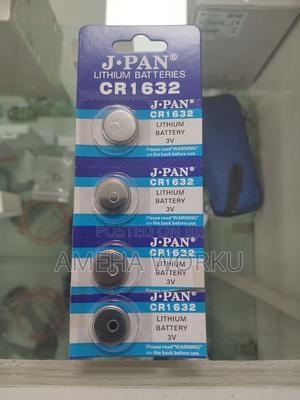 J·PAN®
LITHIUM BATTERIES
CR1632
J·PAN®
CR1632
LITHIUM
BATTERY
3V
Please read "WARNING"
on the back before use.
J·PAN®
CR1632
LITHIUM
BATTERY
3V
Please read "WARNING"
on the back before use.
POSTED ON
AMEHA WORKU
J·PAN®
CR1632
LITHIUM
BATTERY
3V
Please read "WARNING"
on the back before use.
J·PAN®
CR1632
LITHIUM
BATTERY
3V
Please read "WARNING"
on the back before use.